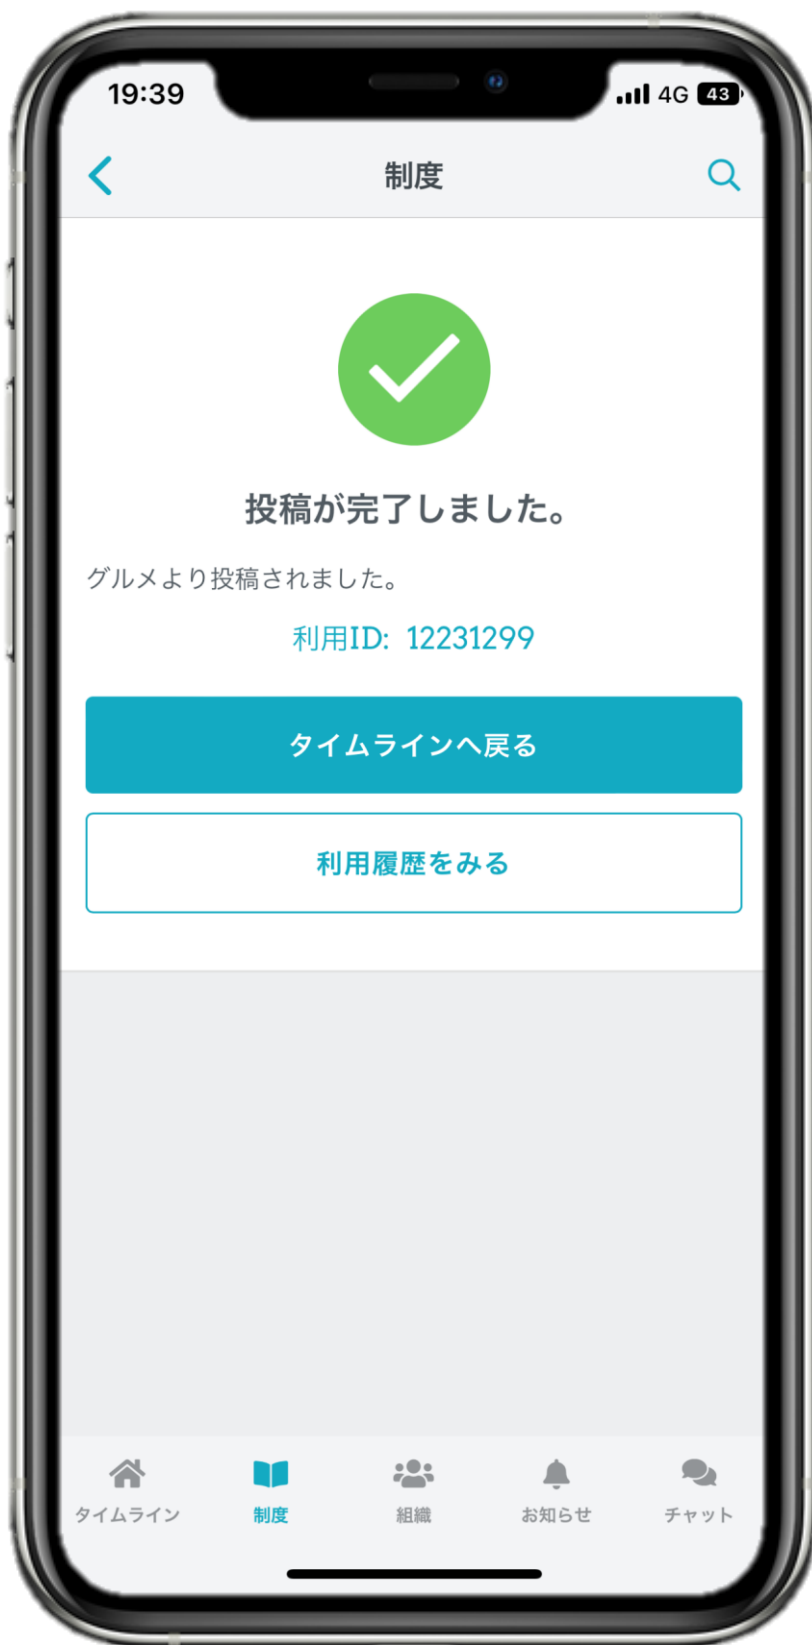 19:39
4G 43
制度
投稿が完了しました。
グルメより投稿されました。
利用ID: 12231299
タイムラインへ戻る
利用履歴をみる
タイムライン 制度 組織 お知らせ チャット